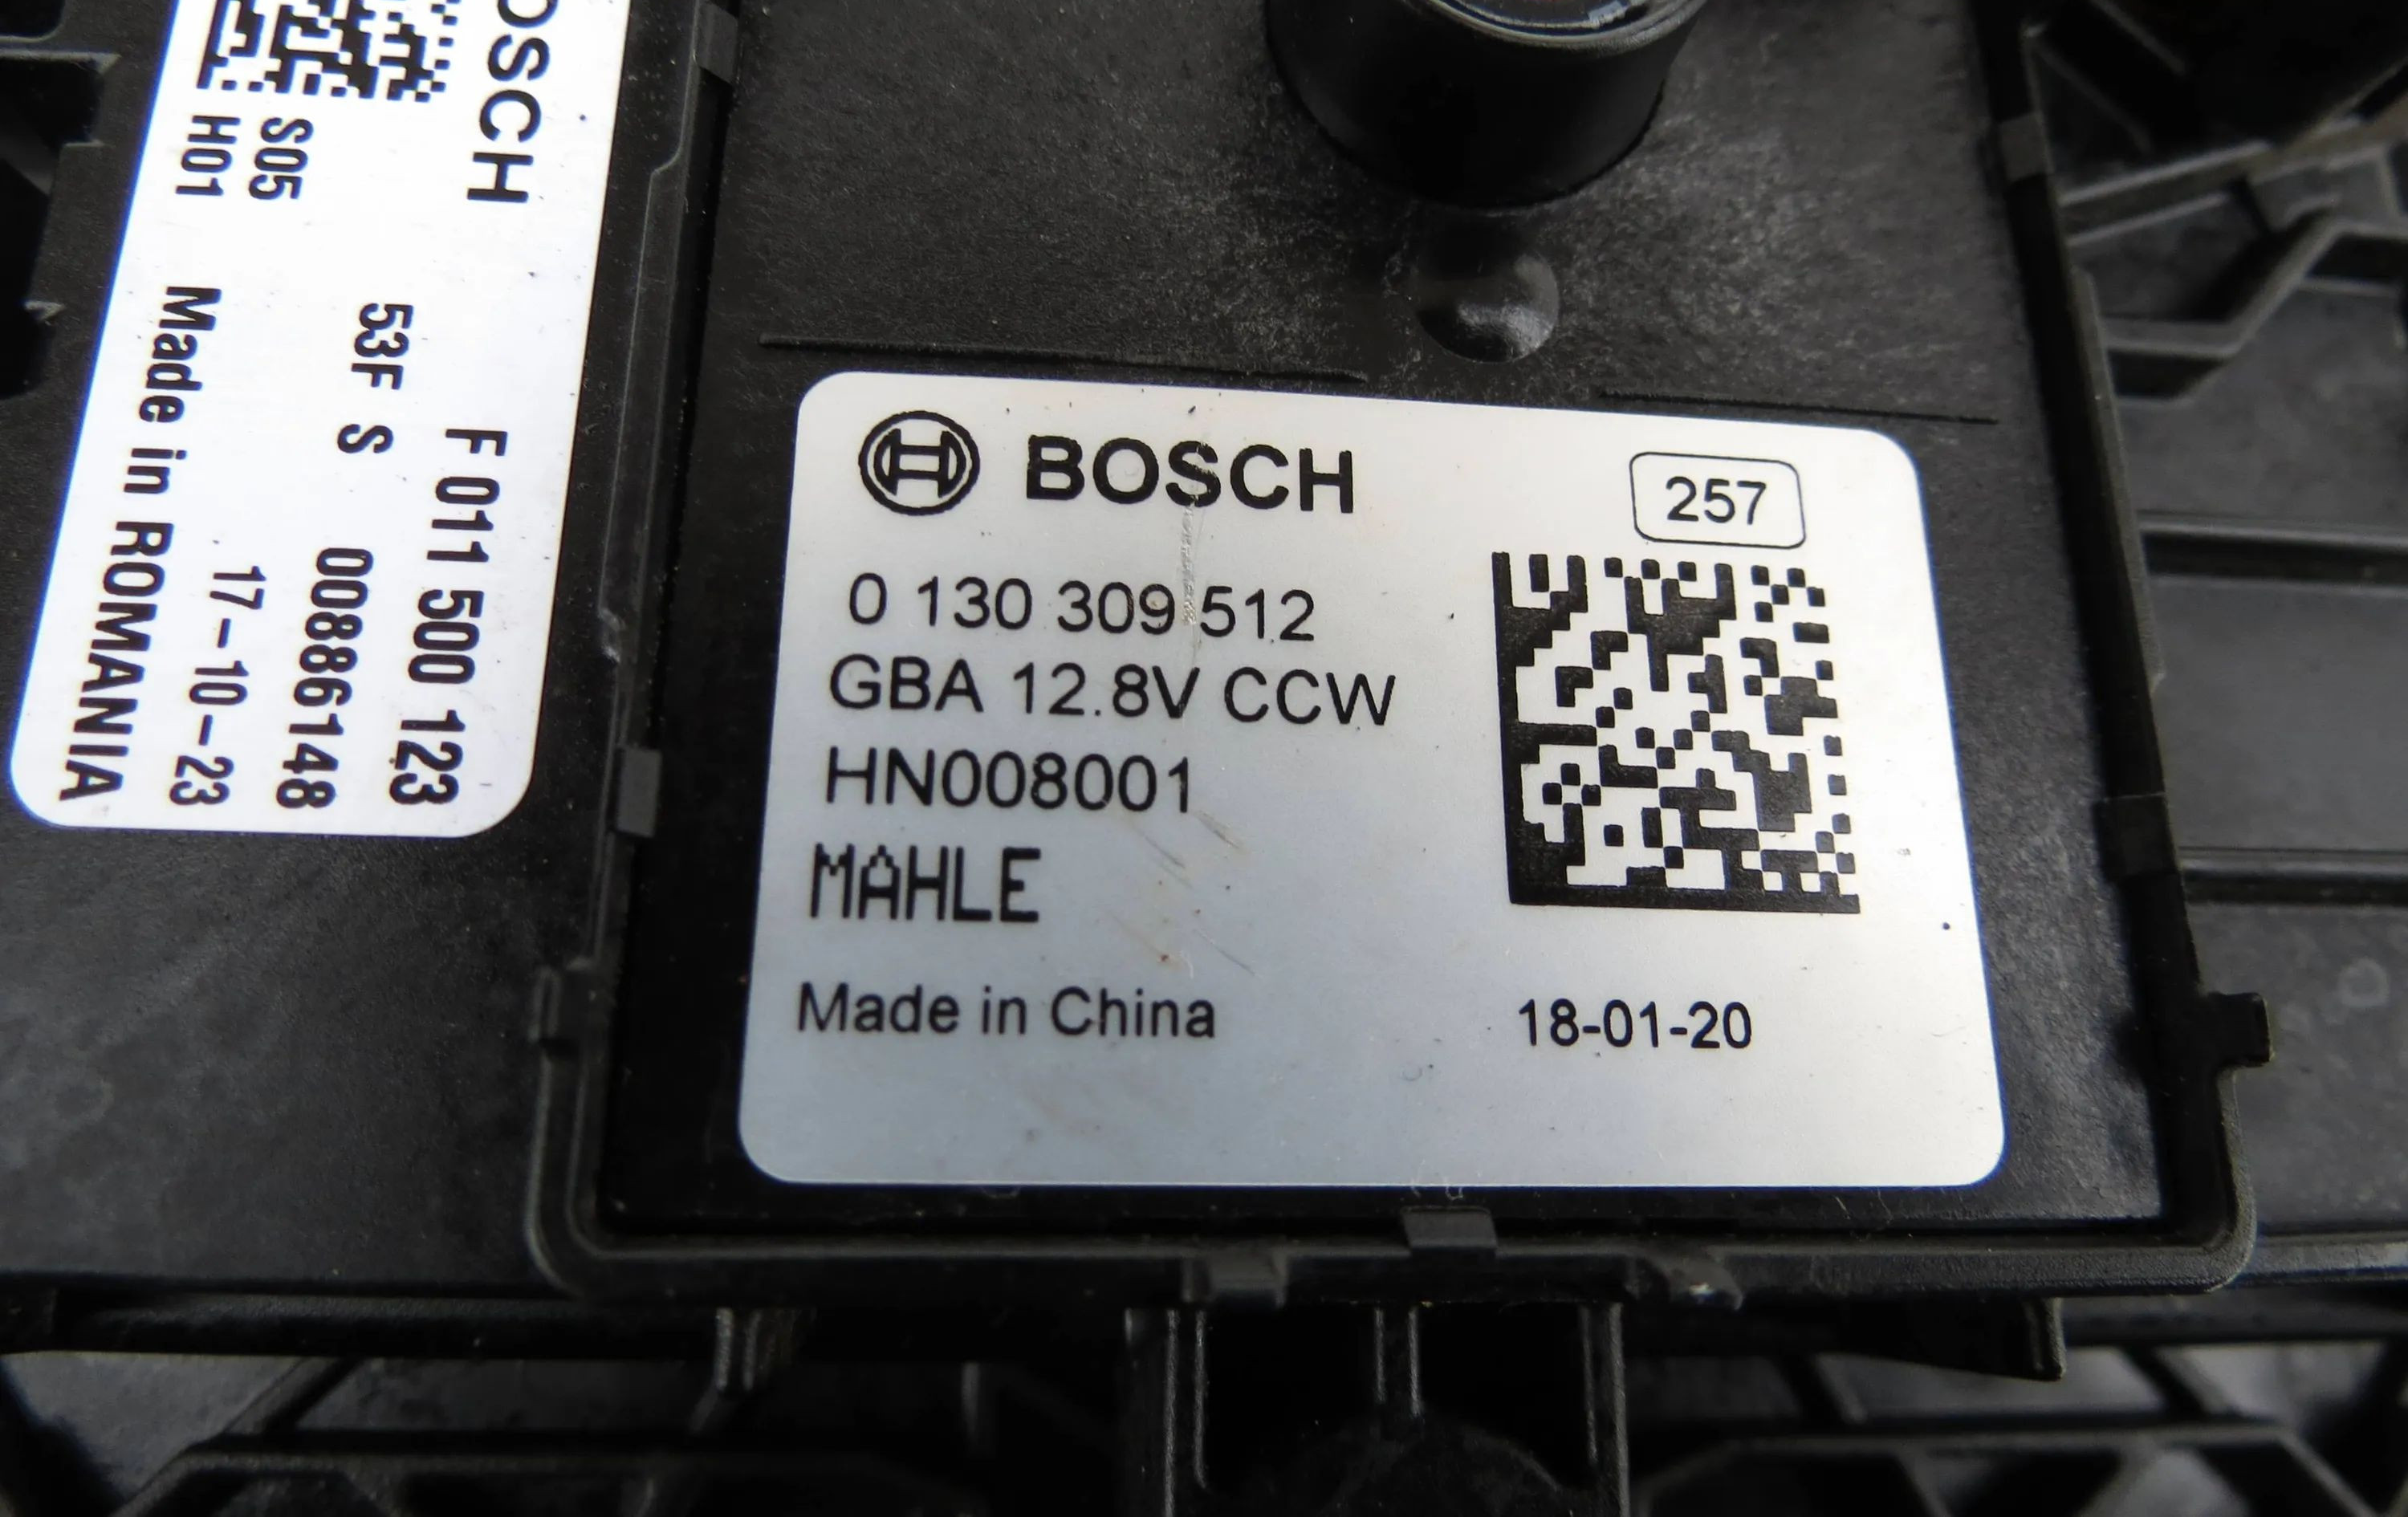 BOSCH
F 011 500 123
53F S 00886148
S05 17-10-23
H01 Made in ROMANIA
BOSCH
257
0 130 309 512
GBA 12.8V CCW
HN008001
MAHLE
Made in China 18-01-20